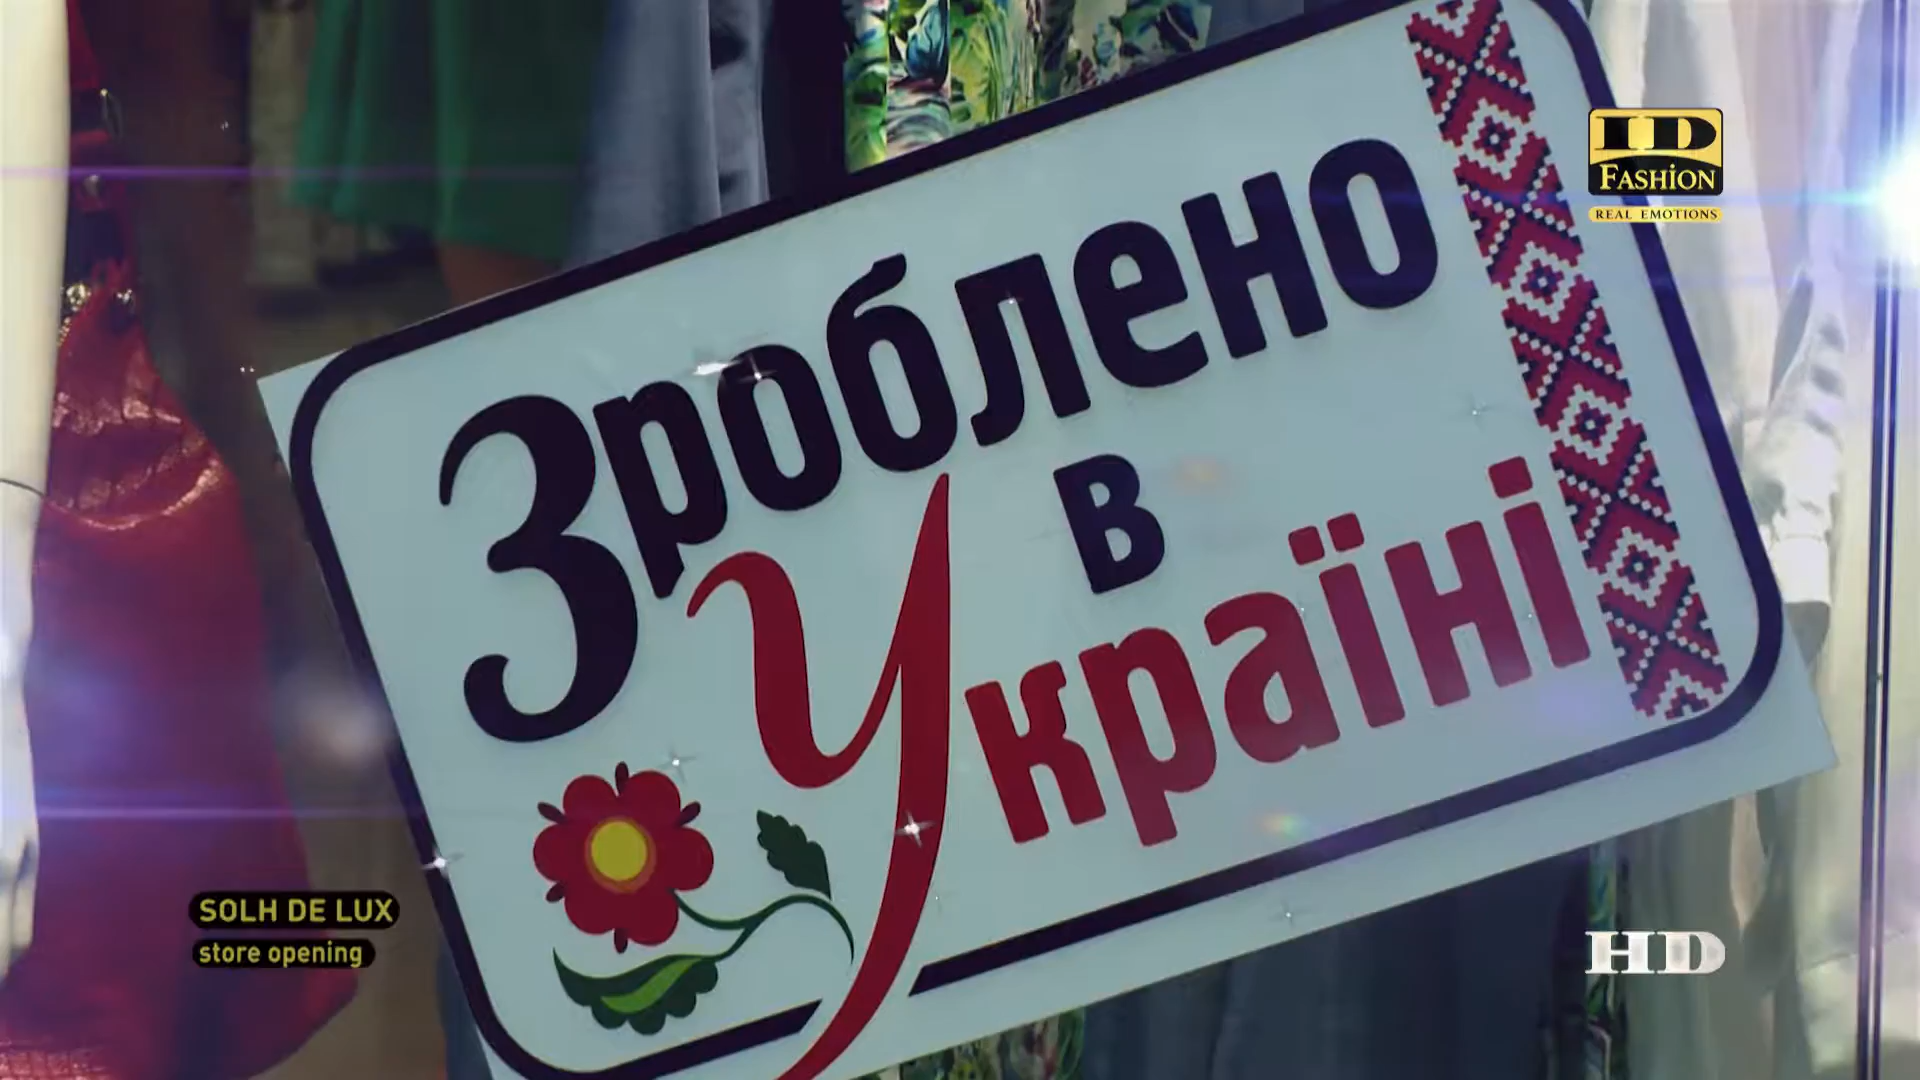 Зроблено
в
Україні
ID
FASHiON
REAL EMOTIONS
SOLH DE LUX
store opening
HD